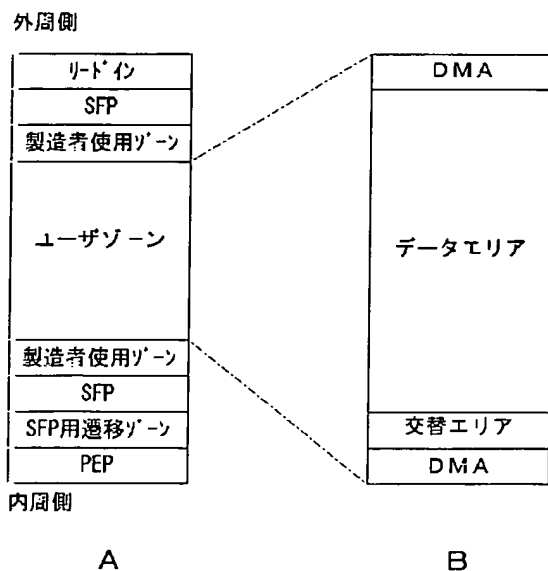 外周側
リードイン
SFP
製造者使用ゾーン
ユーザゾーン
製造者使用ゾーン
SFP
SFP用遷移ゾーン
PEP
内周側
A
DMA
データエリア
交替エリア
DMA
B